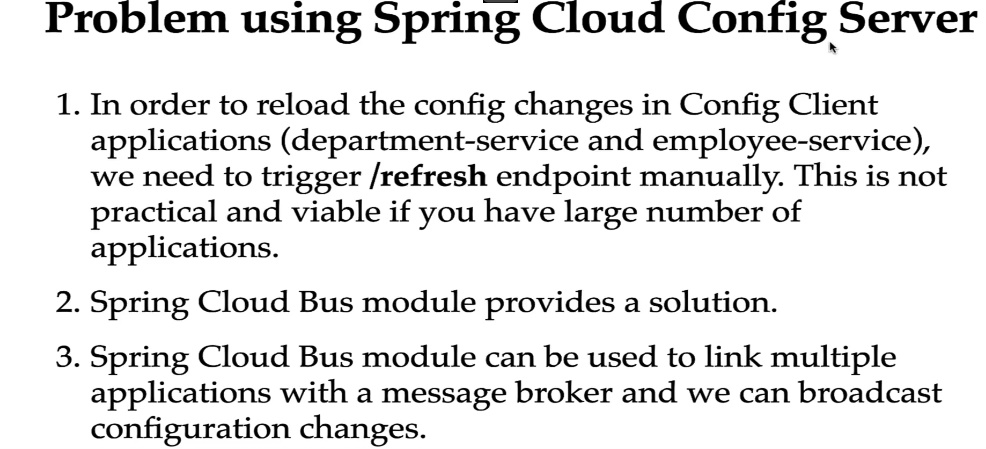 Problem using Spring Cloud Config Server
1. In order to reload the config changes in Config Client
applications (department-service and employee-service),
we need to trigger /refresh endpoint manually. This is not
practical and viable if you have large number of
applications.
2. Spring Cloud Bus module provides a solution.
3. Spring Cloud Bus module can be used to link multiple
applications with a message broker and we can broadcast
configuration changes.